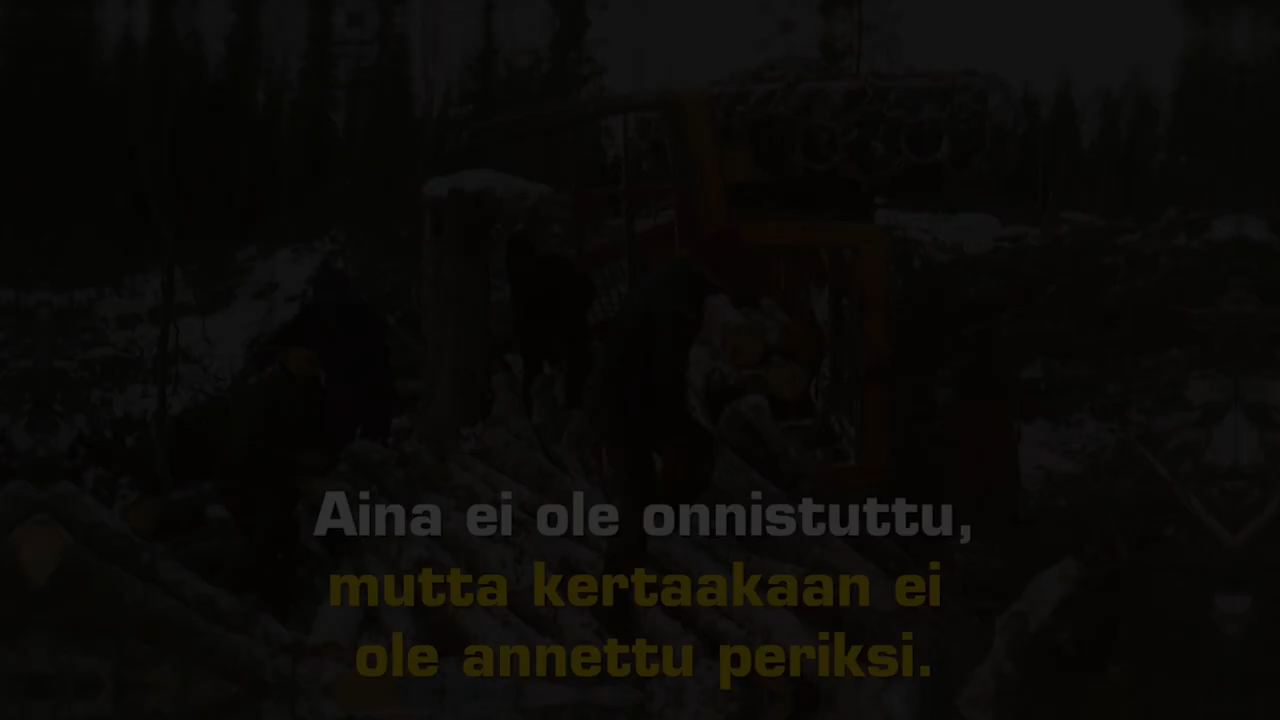 Aina ei ole onnistuttu,
mutta kertaakaan ei
ole annettu periksi.